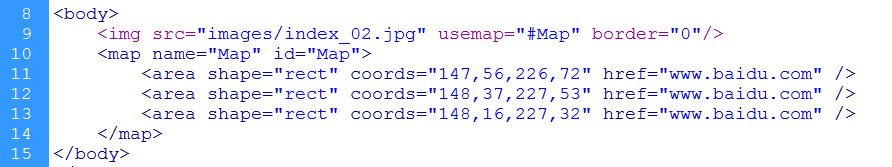 8 <body>
9 <img src="images/index_02.jpg" usemap="#Map" border="0"/>
10 <map name="Map" id="Map">
11 <area shape="rect" coords="147,56,226,72" href="www.baidu.com" />
12 <area shape="rect" coords="148,37,227,53" href="www.baidu.com" />
13 <area shape="rect" coords="148,16,227,32" href="www.baidu.com" />
14 </map>
15 </body>